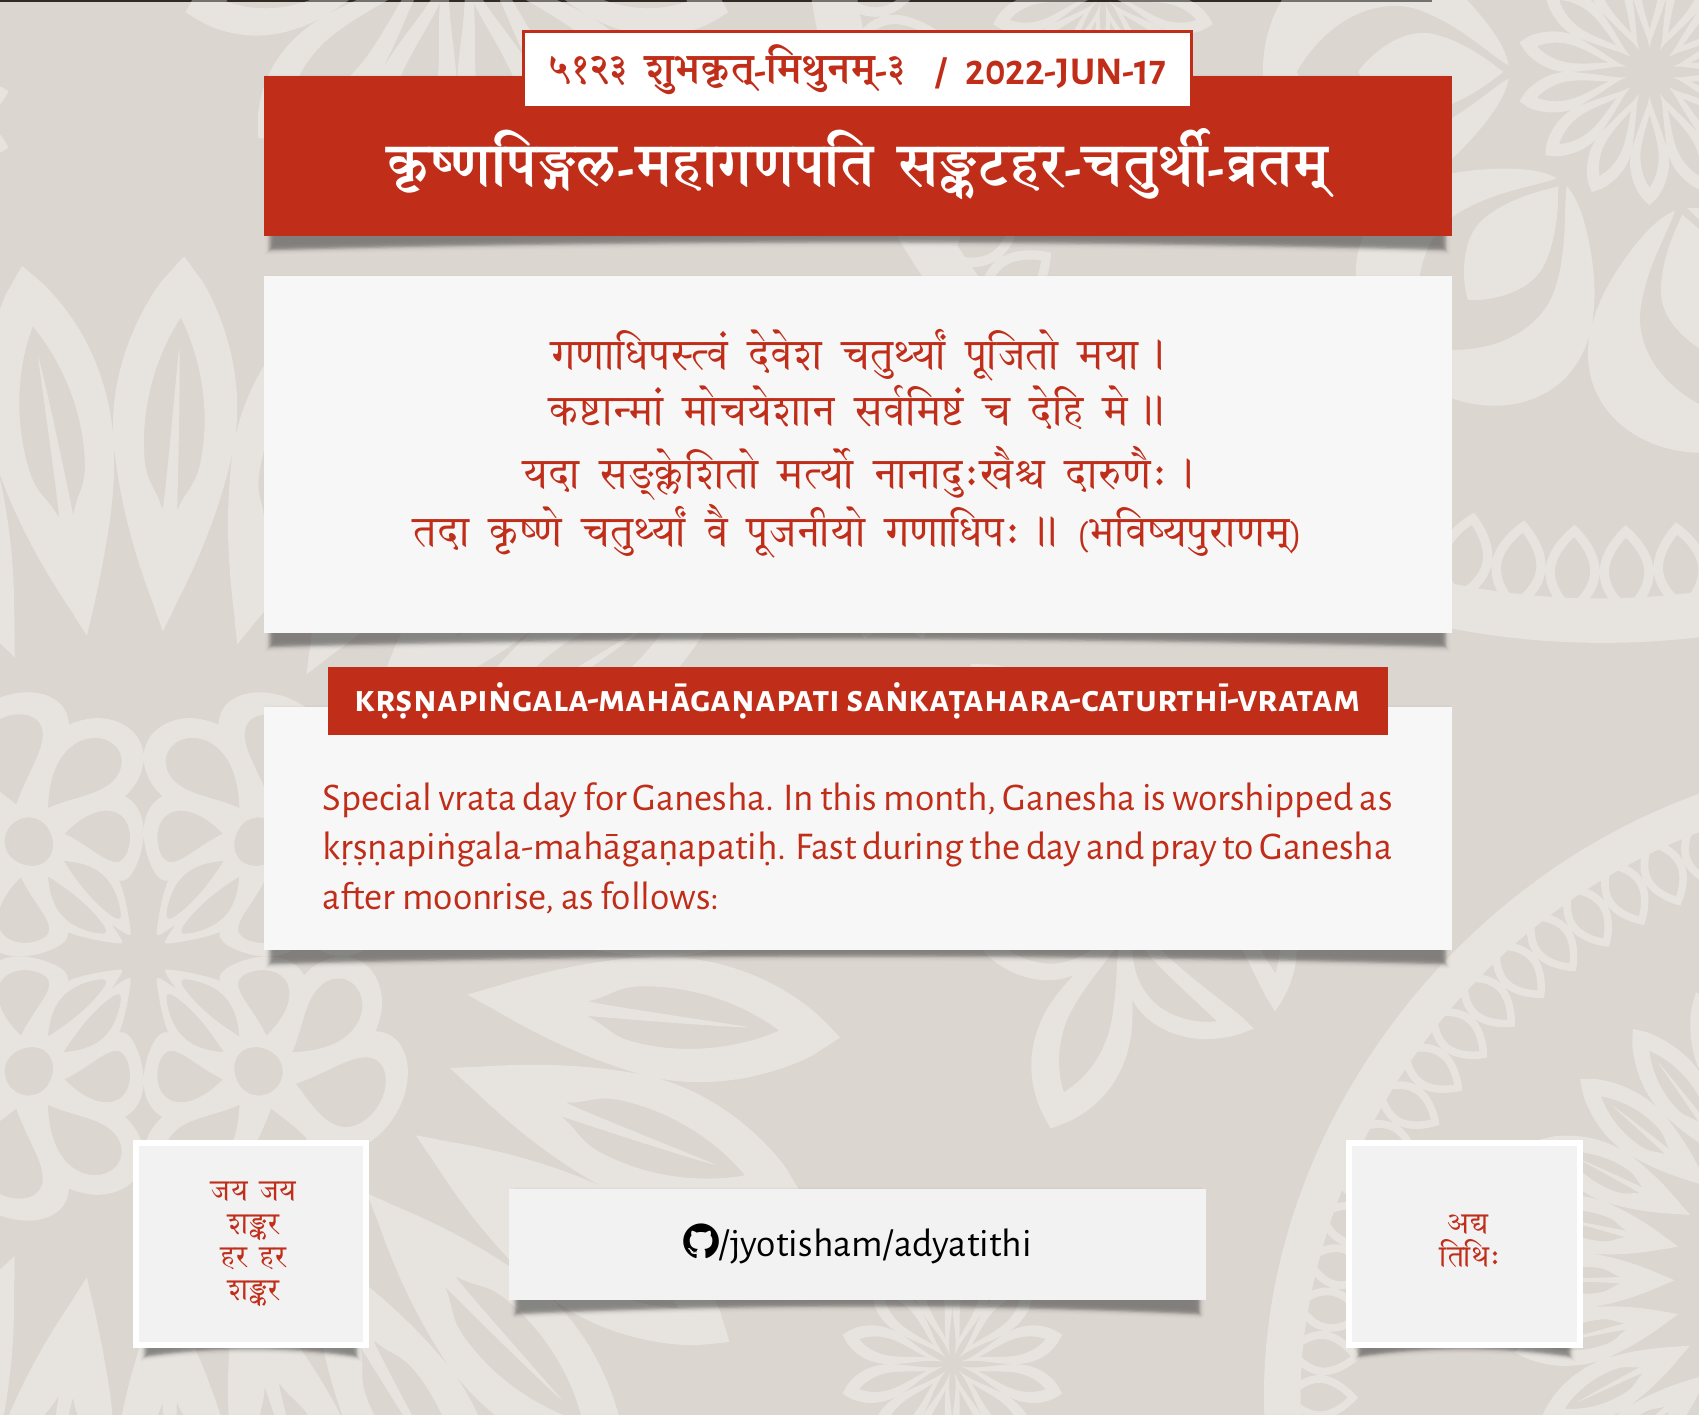 ५१२३ शुभकृत्-मिथुनम्-३ / 2022-JUN-17
कृष्णपिङ्गल-महागणपति सङ्कटहर-चतुर्थी-व्रतम्
गणाधिपस्त्वं देवेश चतुर्थ्यां पूजितो मया ।
कष्टान्मां मोचयेशान सर्वमिष्टं च देहि मे ॥
यदा सङ्क्लेशितो मर्त्यो नानादुःखैश्च दारुणैः ।
तदा कृष्णे चतुर्थ्यां वै पूजनीयो गणाधिपः ॥ (भविष्यपुराणम्)
KṚṢṆAPIṄGALA-MAHĀGAṆAPATI SAṄKAṬAHARA-CATURTHĪ-VRATAM
Special vrata day for Ganesha. In this month, Ganesha is worshipped as
kṛṣṇapiṅgala-mahāgaṇapatiḥ. Fast during the day and pray to Ganesha
after moonrise, as follows:
जय जय
शङ्कर
हर हर
शङ्कर
/jyotisham/adyatithi
अद्य
तिथिः